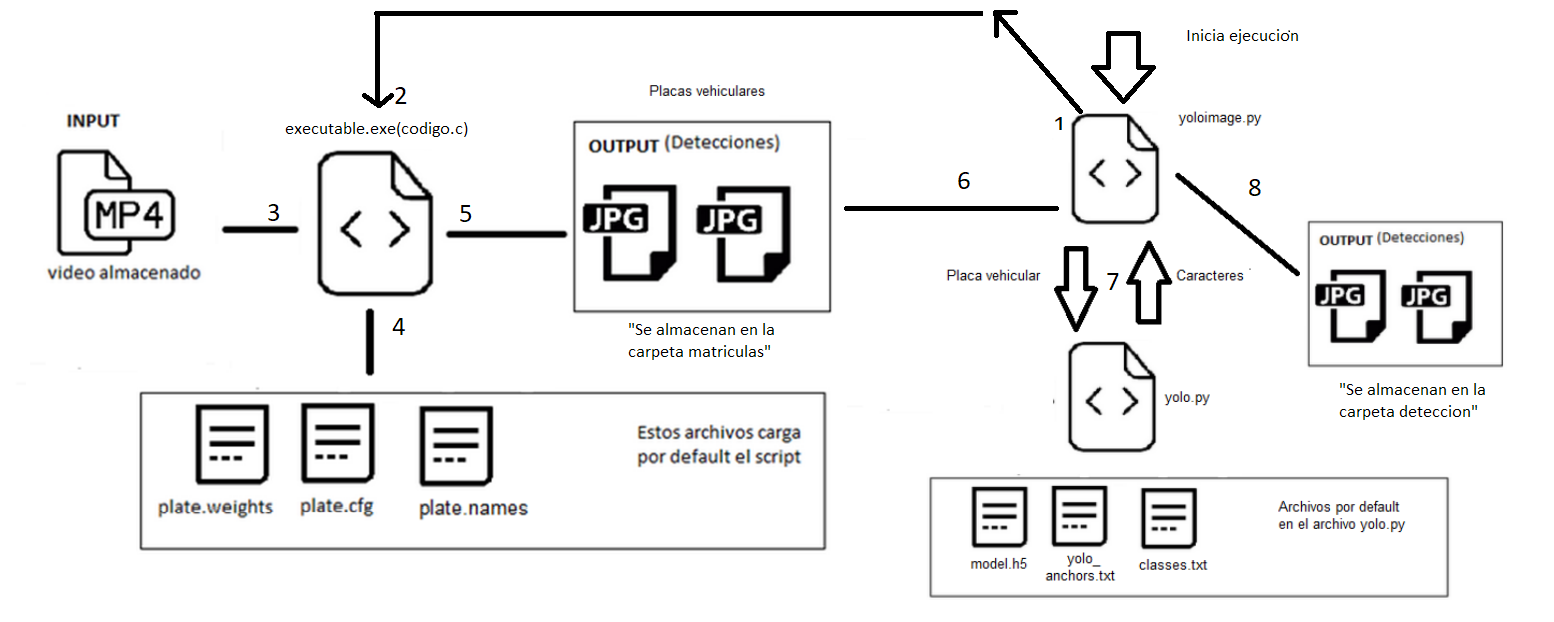 Inicia ejecución
1
yoloimage.py
2
executable.exe(codigo.c)
INPUT
MP4
video almacenado
3
5
4
Placas vehiculares
OUTPUT (Detecciones)
JPG
JPG
"Se almacenan en la
carpeta matriculas"
6
8
OUTPUT (Detecciones)
JPG
JPG
"Se almacenan en la
carpeta deteccion"
Placa vehicular
7
Caracteres
yolo.py
plate.weights
plate.cfg
plate.names
Estos archivos carga
por default el script
model.h5
yolo_
anchors.txt
classes.txt
Archivos por default
en el archivo yolo.py